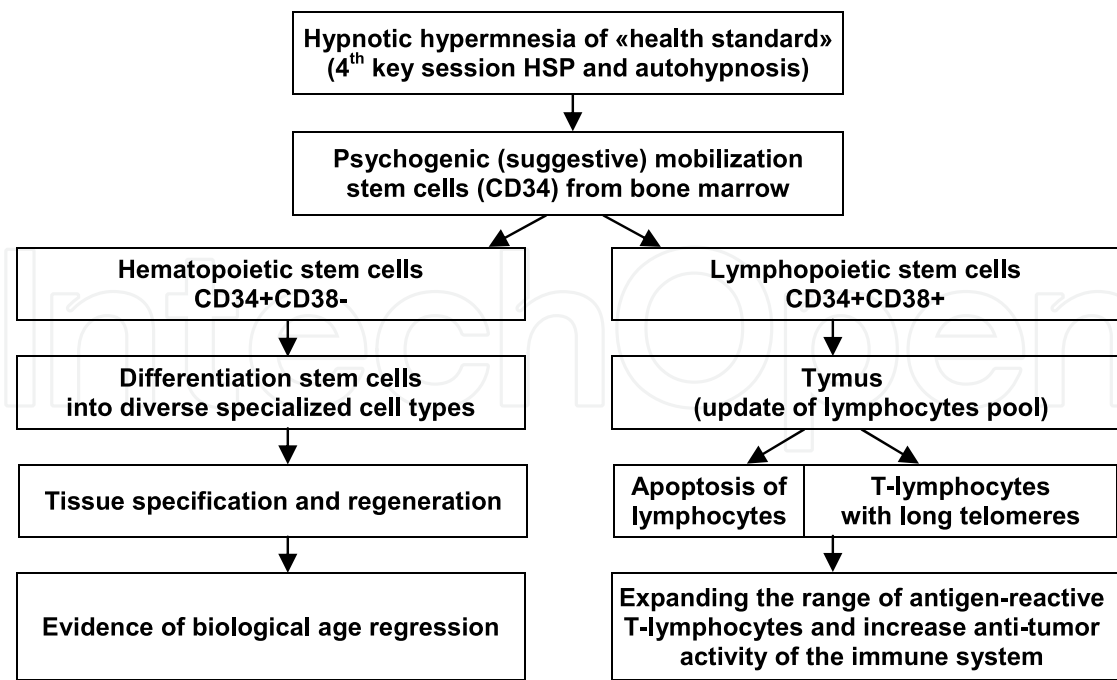 Hypnotic hypermnesia of «health standard»
(4th key session HSP and autohypnosis)
Psychogenic (suggestive) mobilization
stem cells (CD34) from bone marrow
Hematopoietic stem cells
CD34+CD38-
Lymphopoietic stem cells
CD34+CD38+
Differentiation stem cells
into diverse specialized cell types
Tymus
(update of lymphocytes pool)
Tissue specification and regeneration
Apoptosis of
lymphocytes
T-lymphocytes
with long telomeres
Evidence of biological age regression
Expanding the range of antigen-reactive
T-lymphocytes and increase anti-tumor
activity of the immune system
IntechOpen